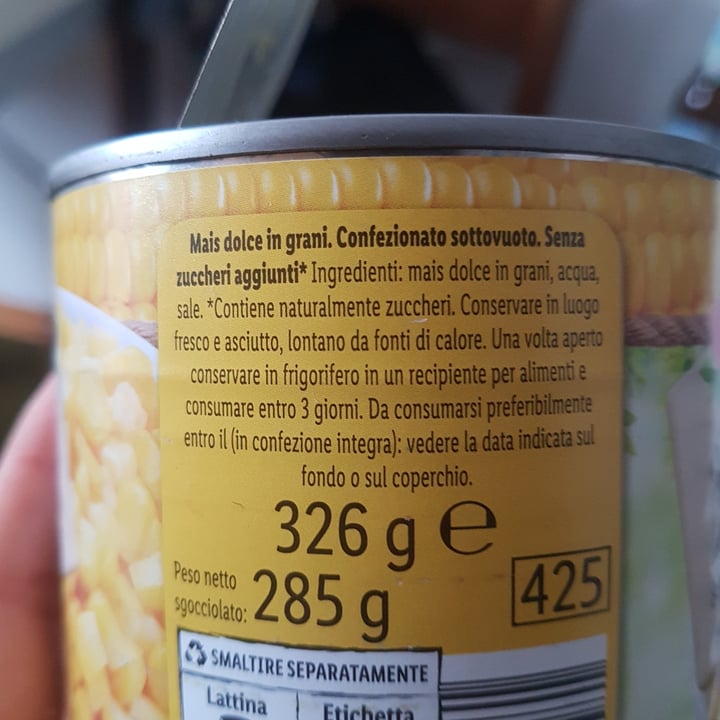 Mais dolce in grani. Confezionato sottovuoto. Senza
zuccheri aggiunti* Ingredienti: mais dolce in grani, acqua,
sale. *Contiene naturalmente zuccheri. Conservare in luogo
fresco e asciutto, lontano da fonti di calore. Una volta aperto
conservare in frigorifero in un recipiente per alimenti e
consumare entro 3 giorni. Da consumarsi preferibilmente
entro il (in confezione integra): vedere la data indicata sul
fondo o sul coperchio.
326 g ℮
Peso netto
sgocciolato: 285 g
425
SMALTIRE SEPARATAMENTE
Lattina Etichetta